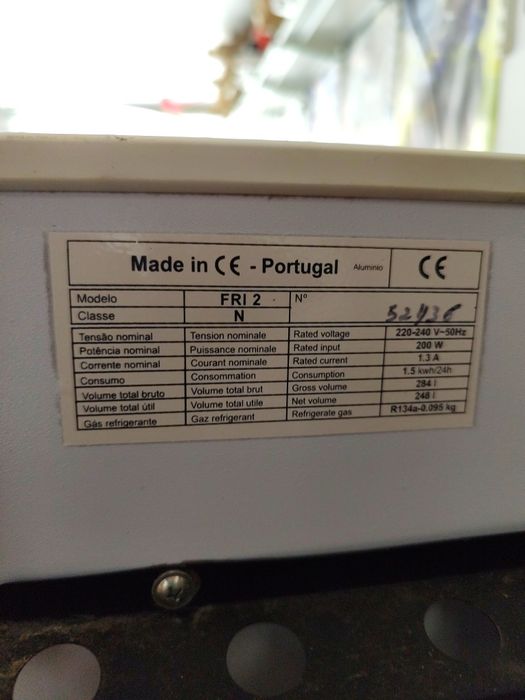 Made in CE - Portugal Aluminio CE
Modelo FRI 2 Nº
Classe N 52736
Tensão nominal Tension nominale Rated voltage 220-240 V~50Hz
Potência nominal Puissance nominale Rated input 200 W
Corrente nominal Courant nominale Rated current 1.3 A
Consumo Consommation Consumption 1.5 kwh/24h
Volume total bruto Volume total brut Gross volume 284 l
Volume total útil Volume total utile Net volume 248 l
Gás refrigerante Gaz refrigerant Refrigerate gas R134a-0.095 kg